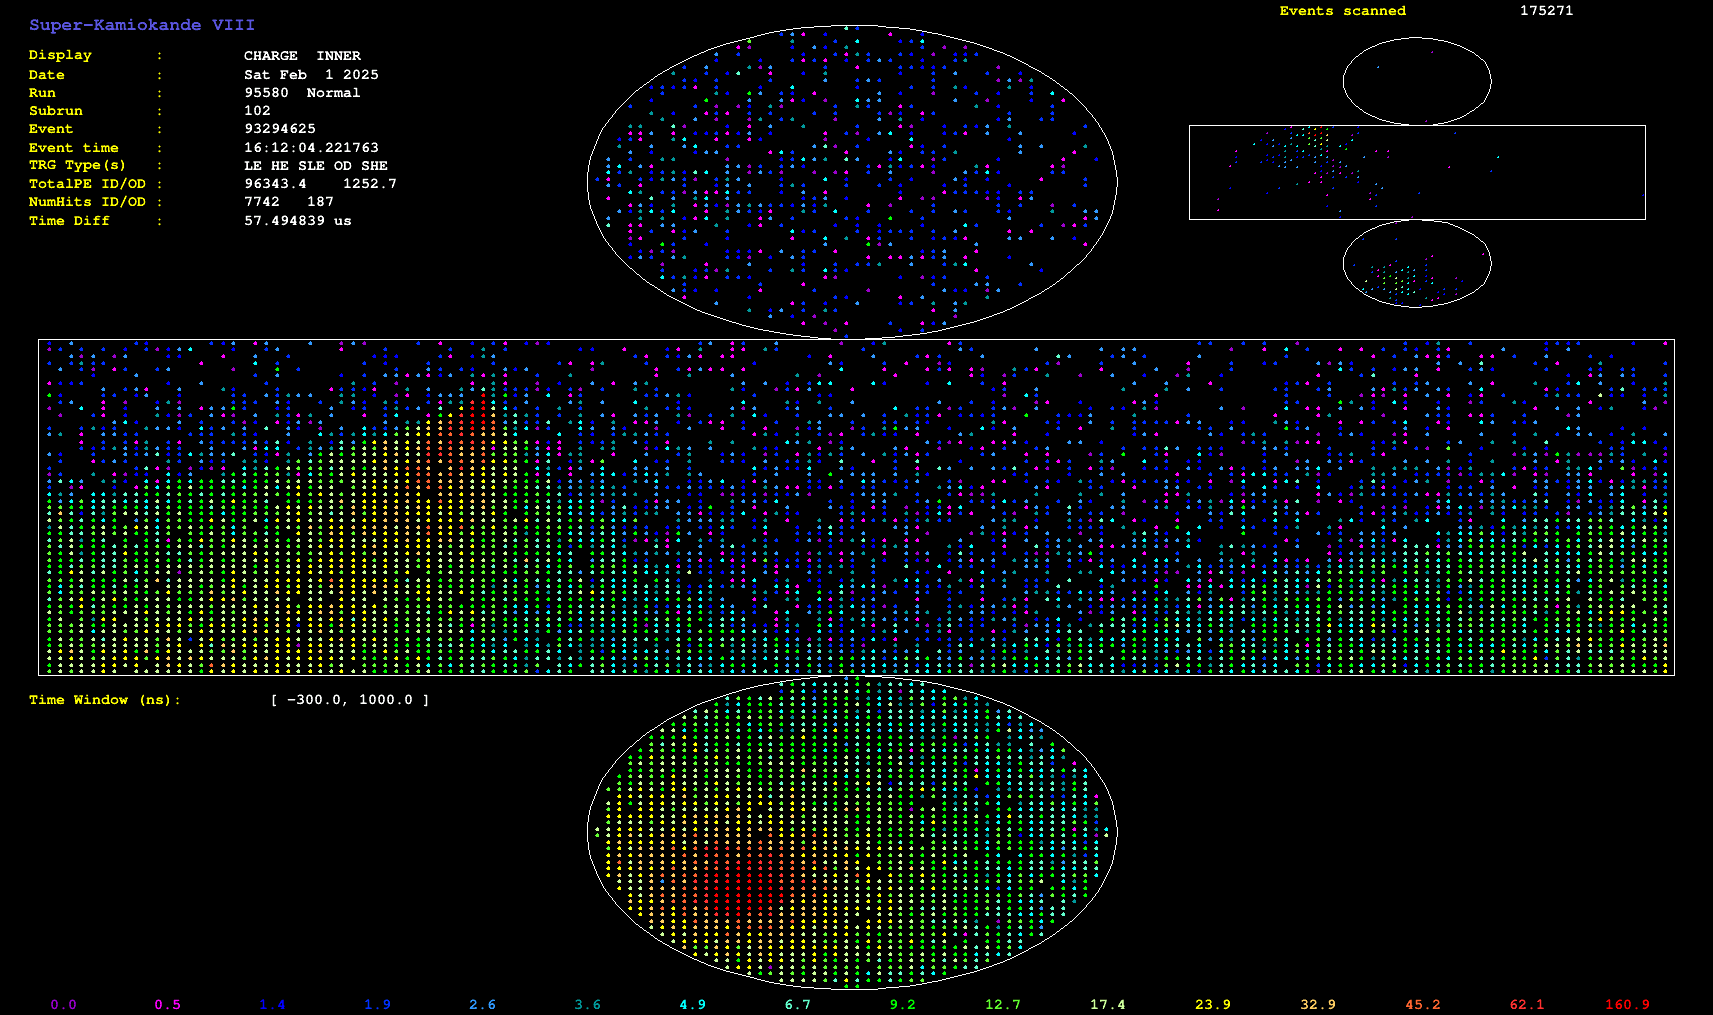 Super-Kamiokande VIII
Display : CHARGE INNER
Date : Sat Feb 1 2025
Run : 95580 Normal
Subrun : 102
Event : 93294625
Event time : 16:12:04.221763
TRG Type(s) : LE HE SLE OD SHE
TotalPE ID/OD : 96343.4 1252.7
NumHits ID/OD : 7742 187
Time Diff : 57.494839 us
Events scanned 175271
Time Window (ns): [ -300.0, 1000.0 ]
0.0 0.5 1.4 1.9 2.6 3.6 4.9 6.7 9.2 12.7 17.4 23.9 32.9 45.2 62.1 160.9